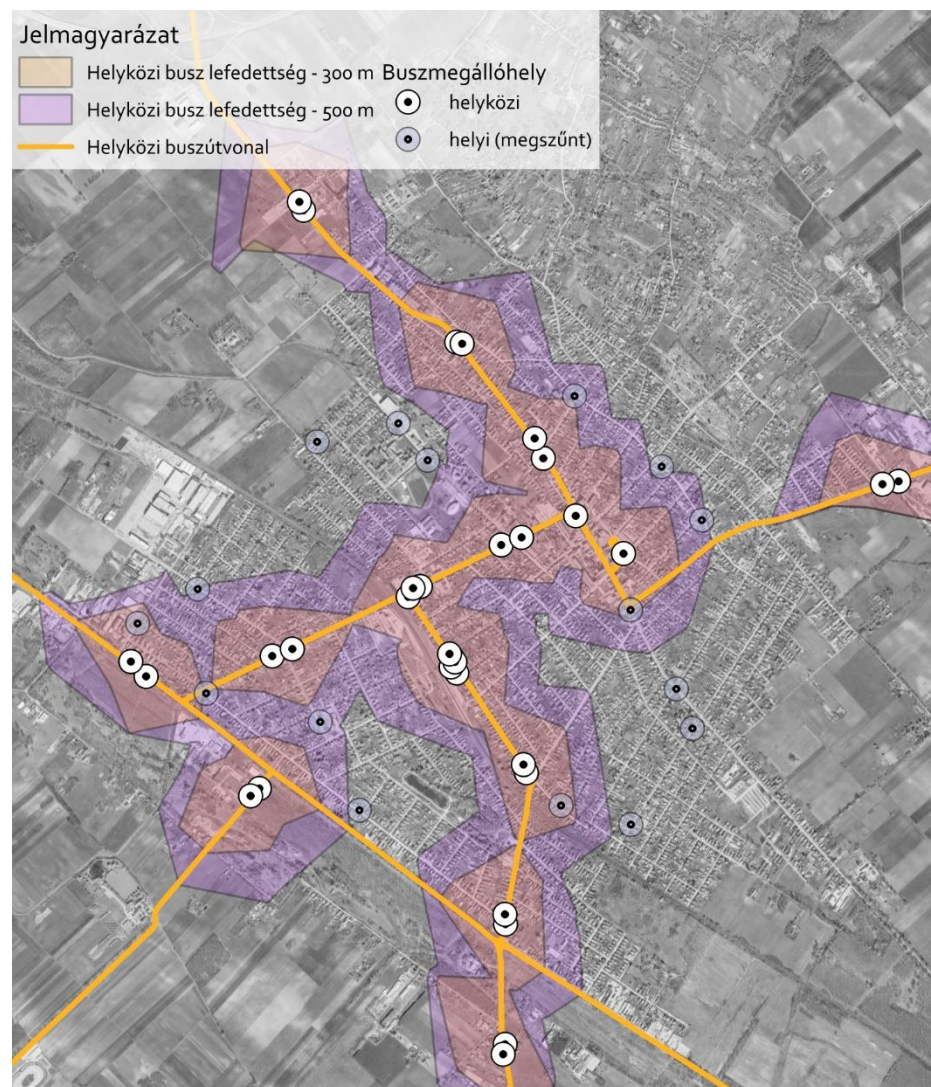 Jelmagyarázat
Helyközi busz lefedettség - 300 m
Helyközi busz lefedettség - 500 m
Helyközi buszútvonal
Buszmegállóhely
helyközi
helyi (megszűnt)